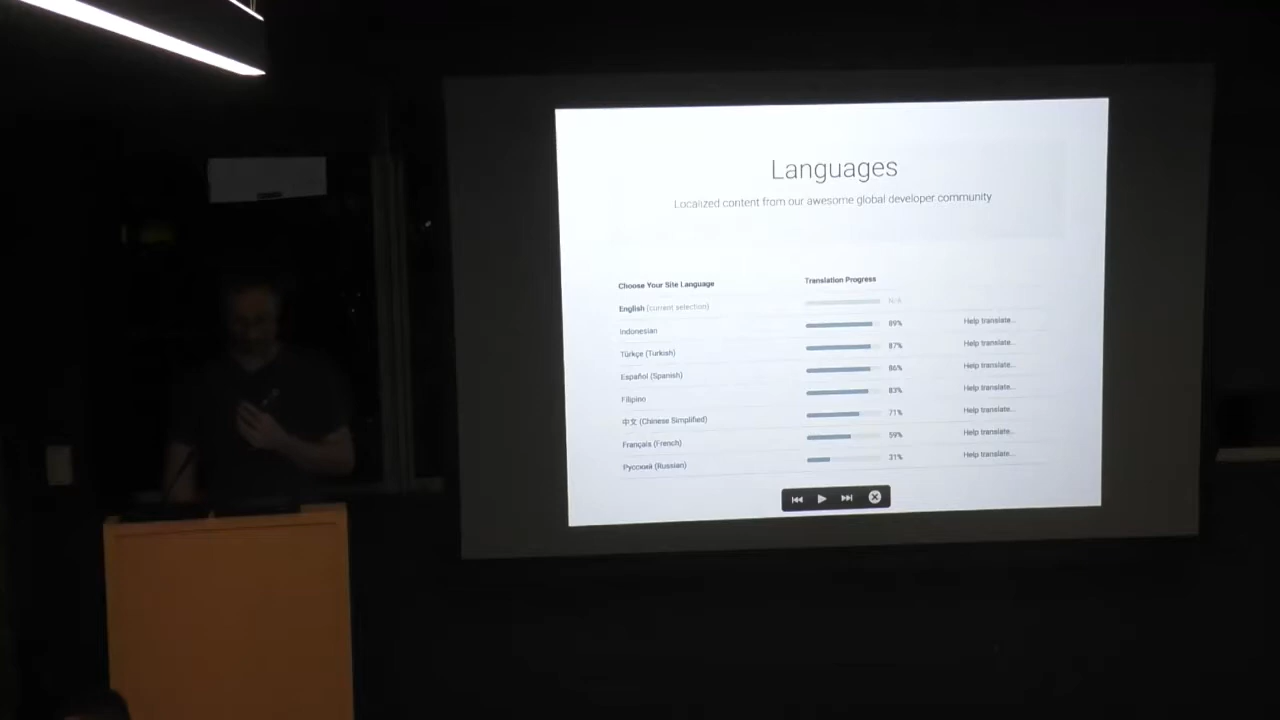 Languages
Localized content from our awesome global developer community
Choose Your Site Language Translation Progress
English (current selection) N/A
Indonesian 89% Help translate...
Türkçe (Turkish) 87% Help translate...
Español (Spanish) 86% Help translate...
Filipino 83% Help translate...
中文 (Chinese Simplified) 71% Help translate...
Français (French) 59% Help translate...
Русский (Russian) 31% Help translate...